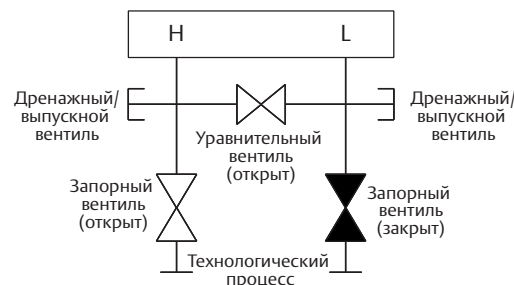 H
L
Дренажный/
выпускной
вентиль
Дренажный/
выпускной
вентиль
Уравнительный
вентиль
(открыт)
Запорный
вентиль
(открыт)
Запорный
вентиль
(закрыт)
Технологический
процесс